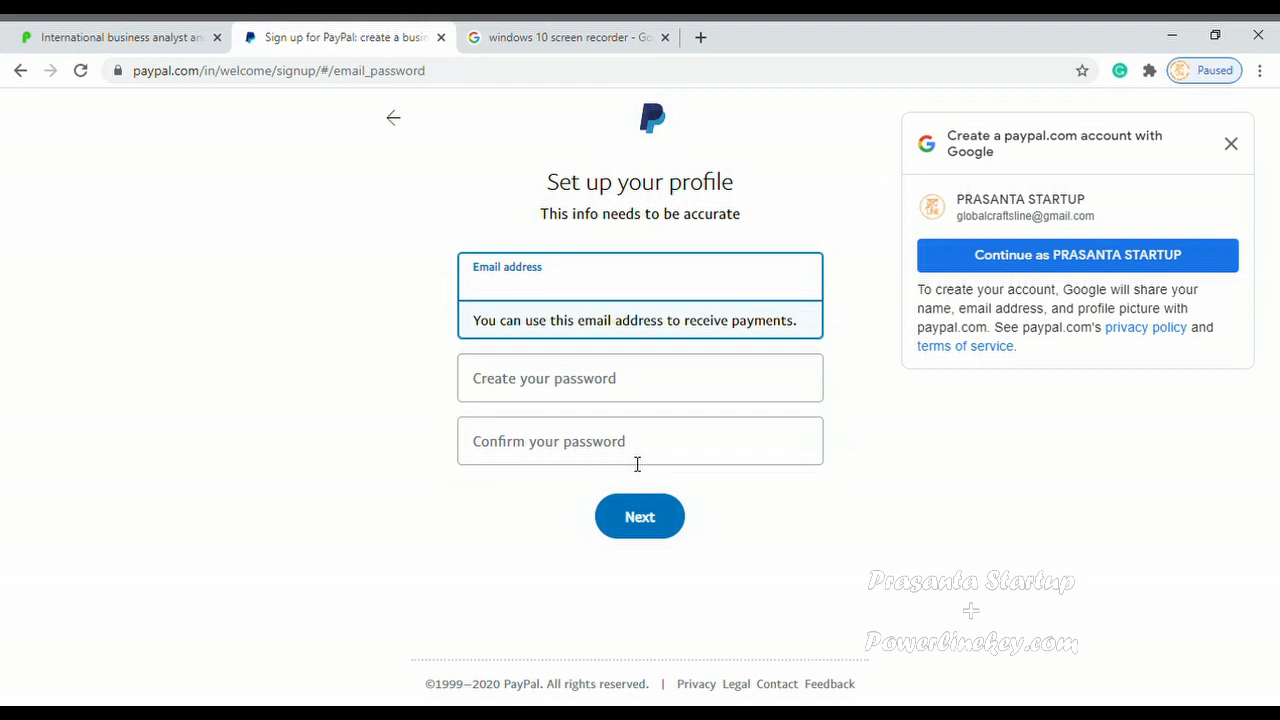 International business analyst an
Sign up for PayPal: create a busin
windows 10 screen recorder - Go
paypal.com/in/welcome/signup/#/email_password
Paused
Set up your profile
This info needs to be accurate
Email address
You can use this email address to receive payments.
Create your password
Confirm your password
Next
Create a paypal.com account with
Google
PRASANTA STARTUP
globalcraftsline@gmail.com
Continue as PRASANTA STARTUP
To create your account, Google will share your
name, email address, and profile picture with
paypal.com. See paypal.com's privacy policy and
terms of service.
Prasanta Startup
+
Powerlinekey.com
©1999–2020 PayPal. All rights reserved. | Privacy Legal Contact Feedback